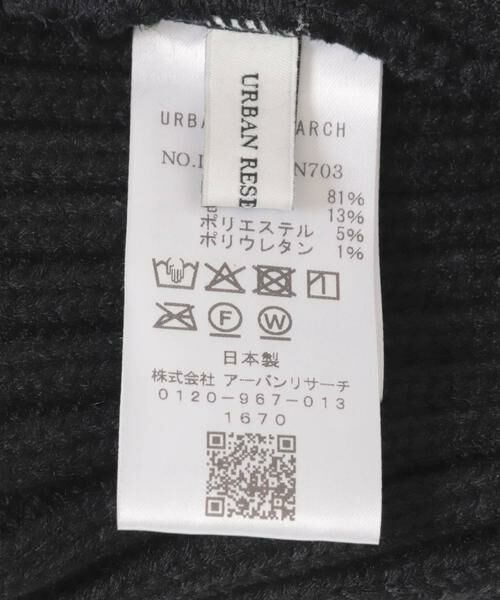 URBAN RESE
URB ARCH
NO. N703
81%
13%
ポリエステル 5%
ポリウレタン 1%
F
W
日本製
株式会社 アーバンリサーチ
0120-967-013
1670